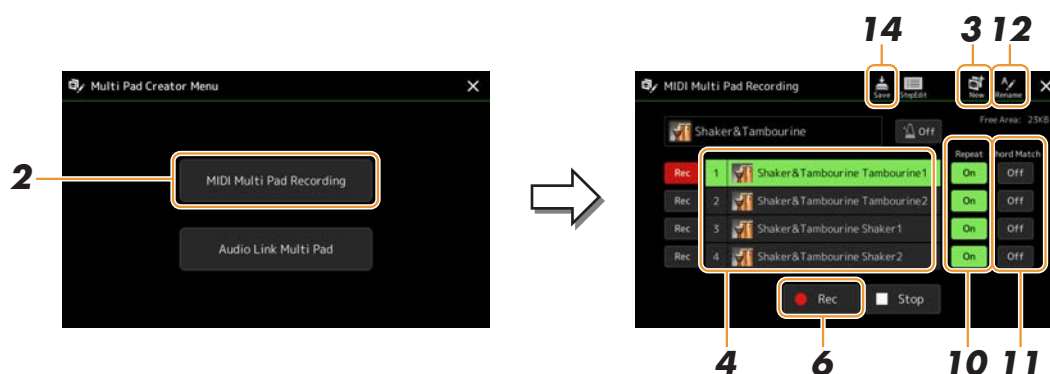 14
3 12
Multi Pad Creator Menu
MIDI Multi Pad Recording
Save
StepEdit
New
Rename
Free Area: 23KB
Shaker&Tambourine
Off
2
MIDI Multi Pad Recording
Repeat
hord Match
Rec 1 Shaker&Tambourine Tambourine1 On Off
Rec 2 Shaker&Tambourine Tambourine2 On Off
Rec 3 Shaker&Tambourine Shaker1 On Off
Audio Link Multi Pad
Rec 4 Shaker&Tambourine Shaker2 On Off
Rec
Stop
4 6 10 11